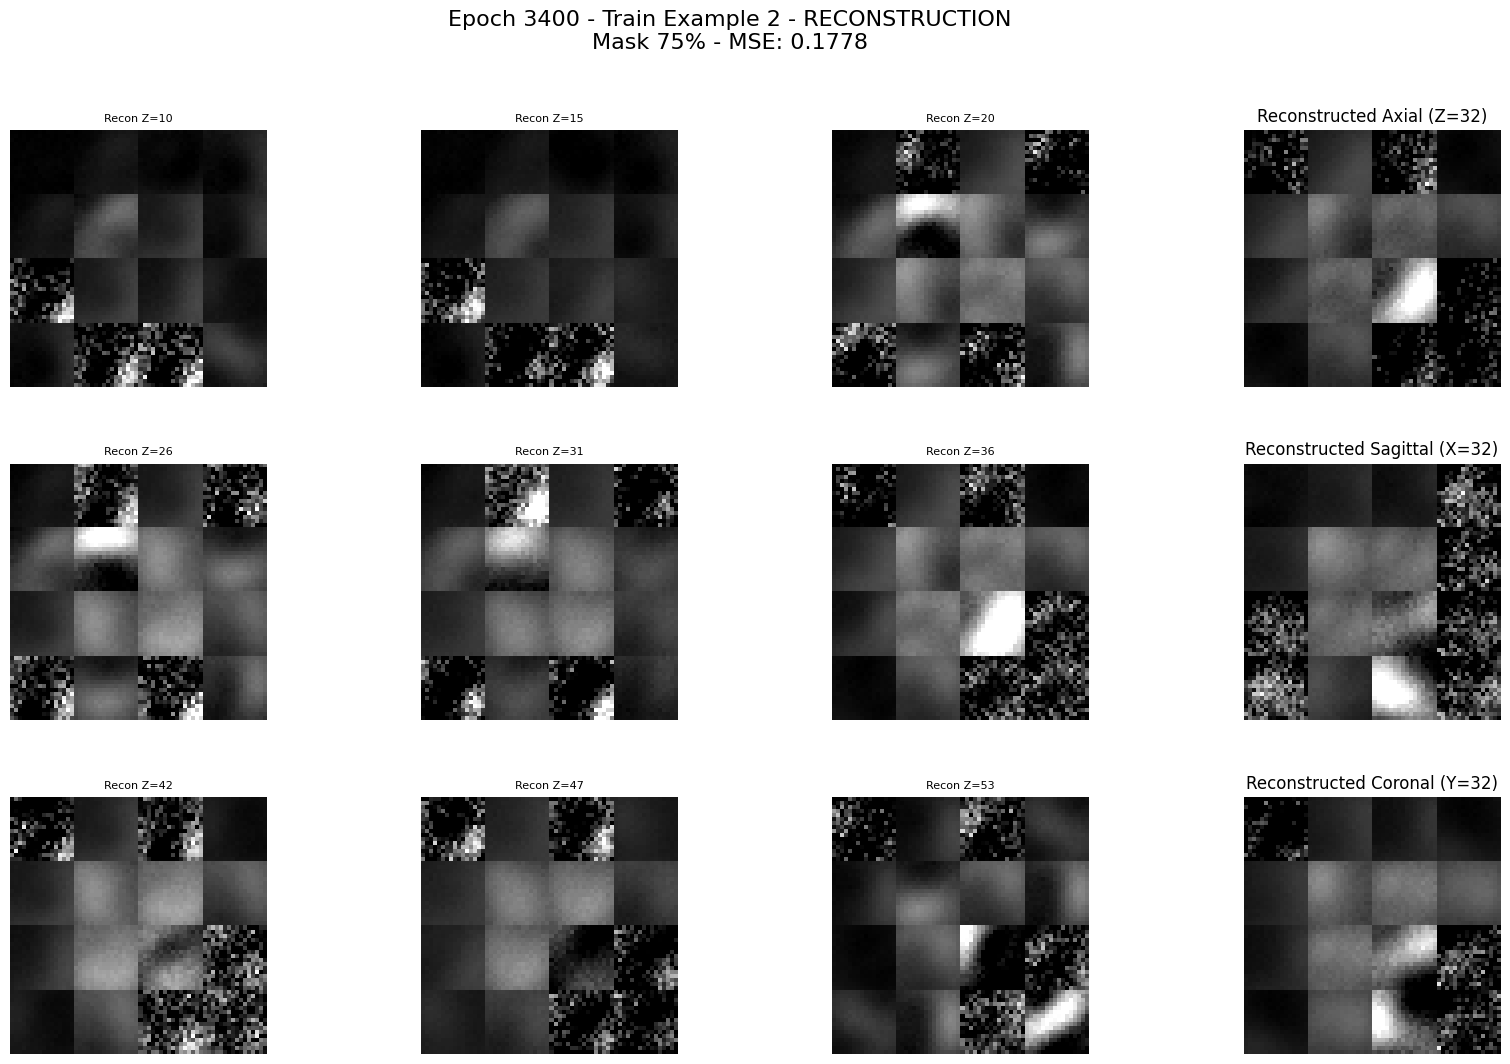 Epoch 3400 - Train Example 2 - RECONSTRUCTION
Mask 75% - MSE: 0.1778
Recon Z=10
Recon Z=15
Recon Z=20
Reconstructed Axial (Z=32)
Recon Z=26
Recon Z=31
Recon Z=36
Reconstructed Sagittal (X=32)
Recon Z=42
Recon Z=47
Recon Z=53
Reconstructed Coronal (Y=32)